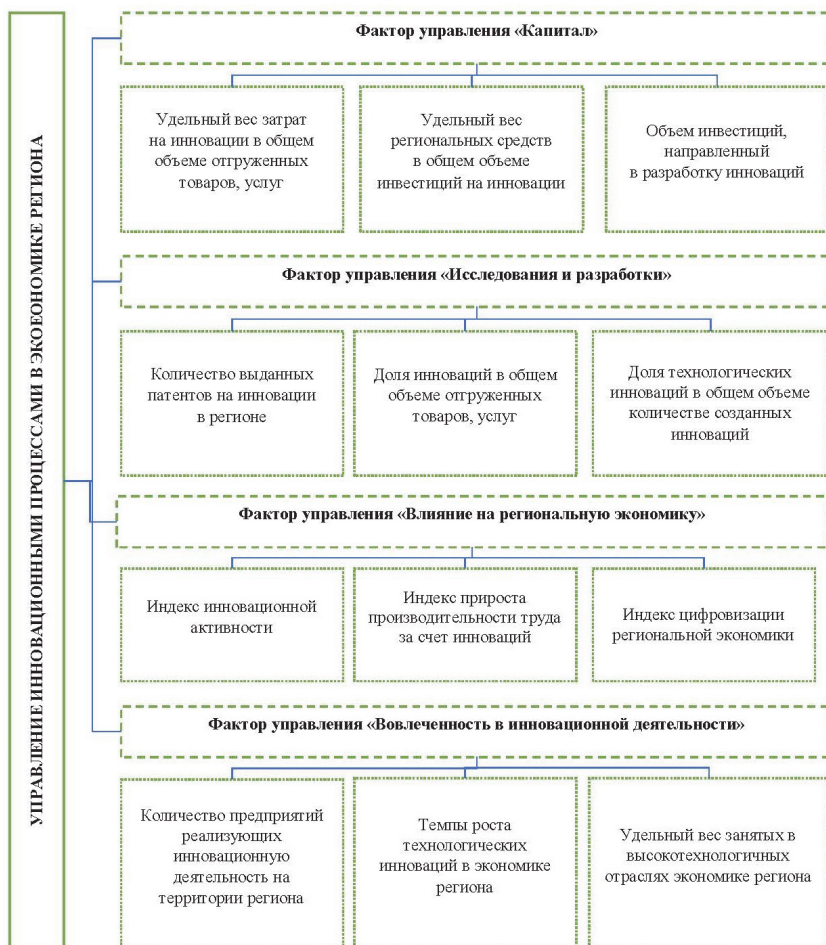 УПРАВЛЕНИЕ ИННОВАЦИОННЫМИ ПРОЦЕССАМИ В ЭКОЕОНОМИКЕ РЕГИОНА
Фактор управления «Капитал»
Удельный вес затрат
на инновации в общем
объеме отгруженных
товаров, услуг
Удельный вес
региональных средств
в общем объеме
инвестиций на инновации
Объем инвестиций,
направленный
в разработку инноваций
Фактор управления «Исследования и разработки»
Количество выданных
патентов на инновации
в регионе
Доля инноваций в общем
объеме отгруженных
товаров, услуг
Доля технологических
инноваций в общем объеме
количестве созданных
инноваций
Фактор управления «Влияние на региональную экономику»
Индекс инновационной
активности
Индекс прироста
производительности труда
за счет инноваций
Индекс цифровизации
региональной экономики
Фактор управления «Вовлеченность в инновационной деятельности»
Количество предприятий
реализующих
инновационную
деятельность на
территории региона
Темпы роста
технологических
инноваций в экономике
региона
Удельный вес занятых в
высокотехнологичных
отраслях экономике региона